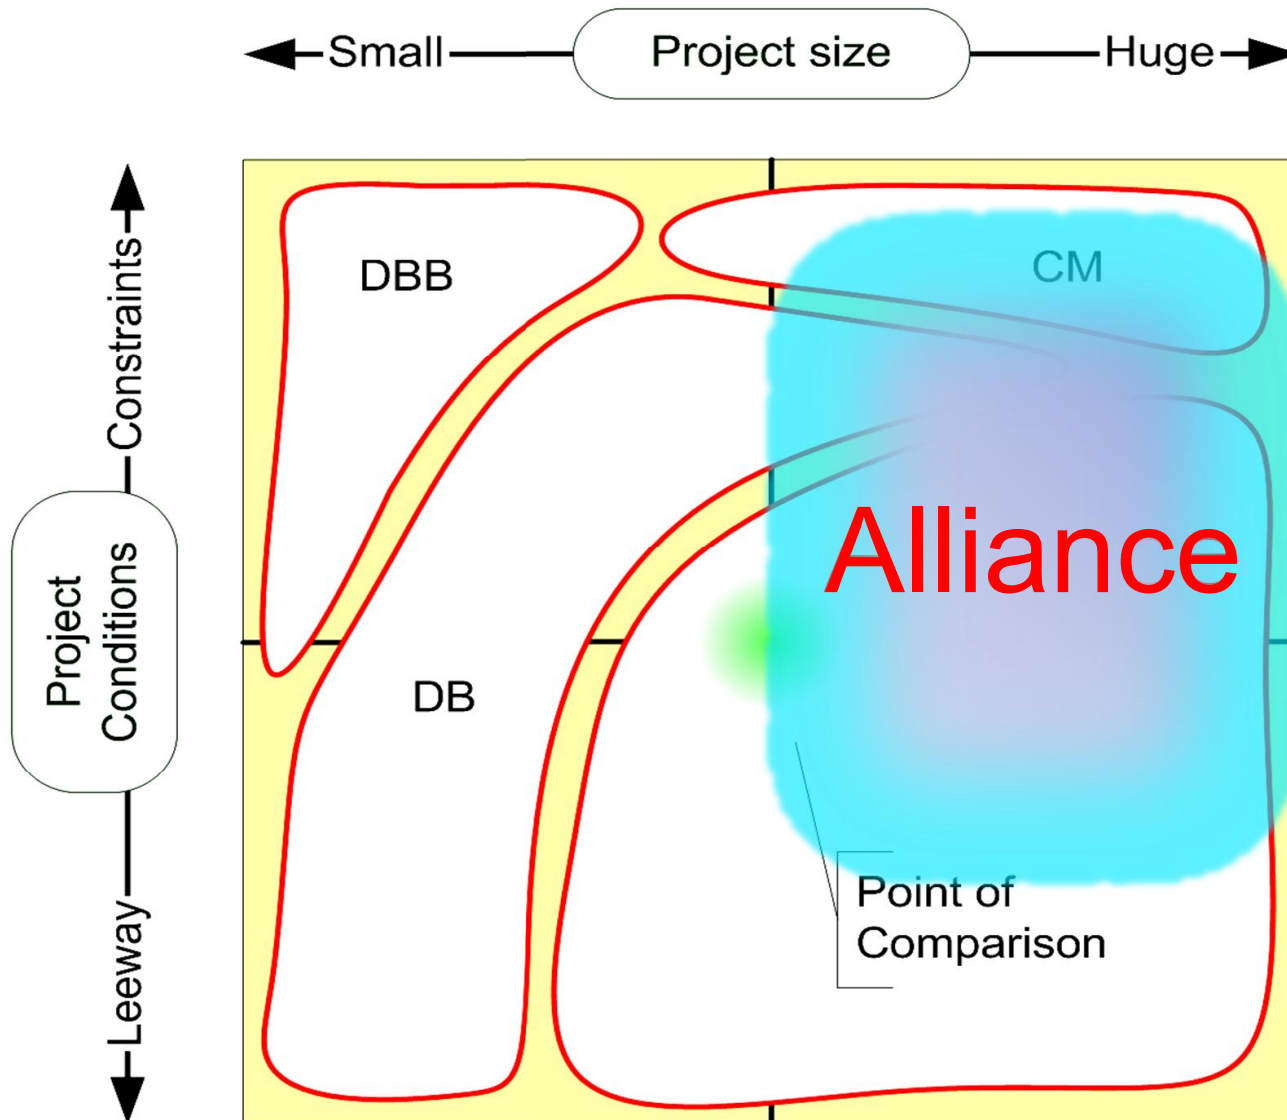 Small
Project size
Huge
Constraints
Project
Conditions
Leeway
DBB
CM
Alliance
DB
Point of
Comparison